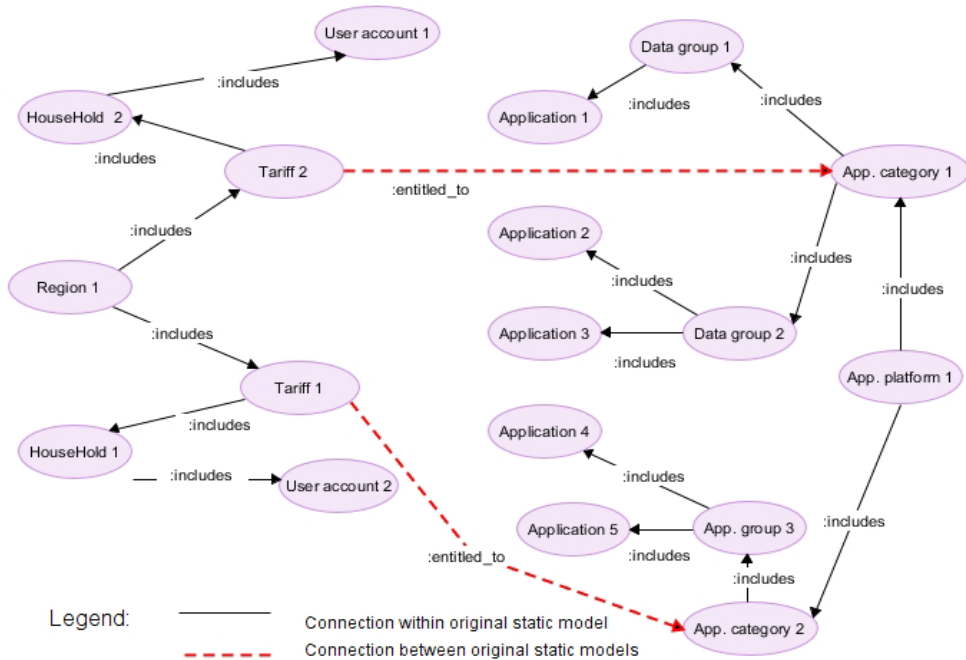 User account 1
Data group 1
:includes
:includes
:includes
HouseHold  2
Application 1
:includes
Tariff 2
:entitled_to
App. category 1
:includes
Application 2
:includes
:includes
Region 1
:includes
:includes
Application 3
Data group 2
:includes
Tariff 1
App. platform 1
:includes
Application 4
HouseHold 1
:includes
User account 2
:includes
Application 5
App. group 3
:includes
:includes
:entitled_to
:includes
Legend:
Connection within original static model
App. category 2
Connection between original static models